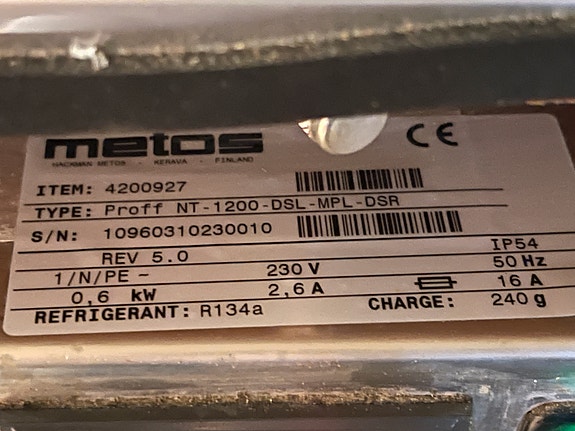 metos CE
HACKMAN METOS - KERAVA - FINLAND
ITEM: 4200927
TYPE: Proff NT-1200-DSL-MPL-DSR
S/N: 10960310230010
REV 5.0 IP54
1/N/PE ~ 230 V 50 Hz
0,6 kW 2,6 A 16 A
REFRIGERANT: R134a CHARGE: 240 g